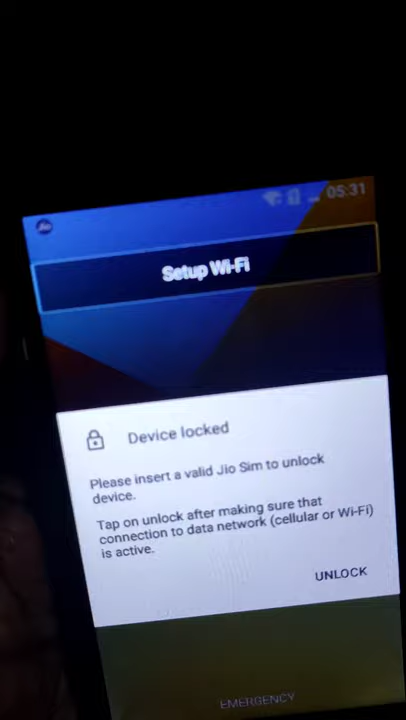 Jio
05:31
Setup Wi-Fi
Device locked
Please insert a valid Jio Sim to unlock
device.
Tap on unlock after making sure that
connection to data network (cellular or Wi-Fi)
is active.
UNLOCK
EMERGENCY